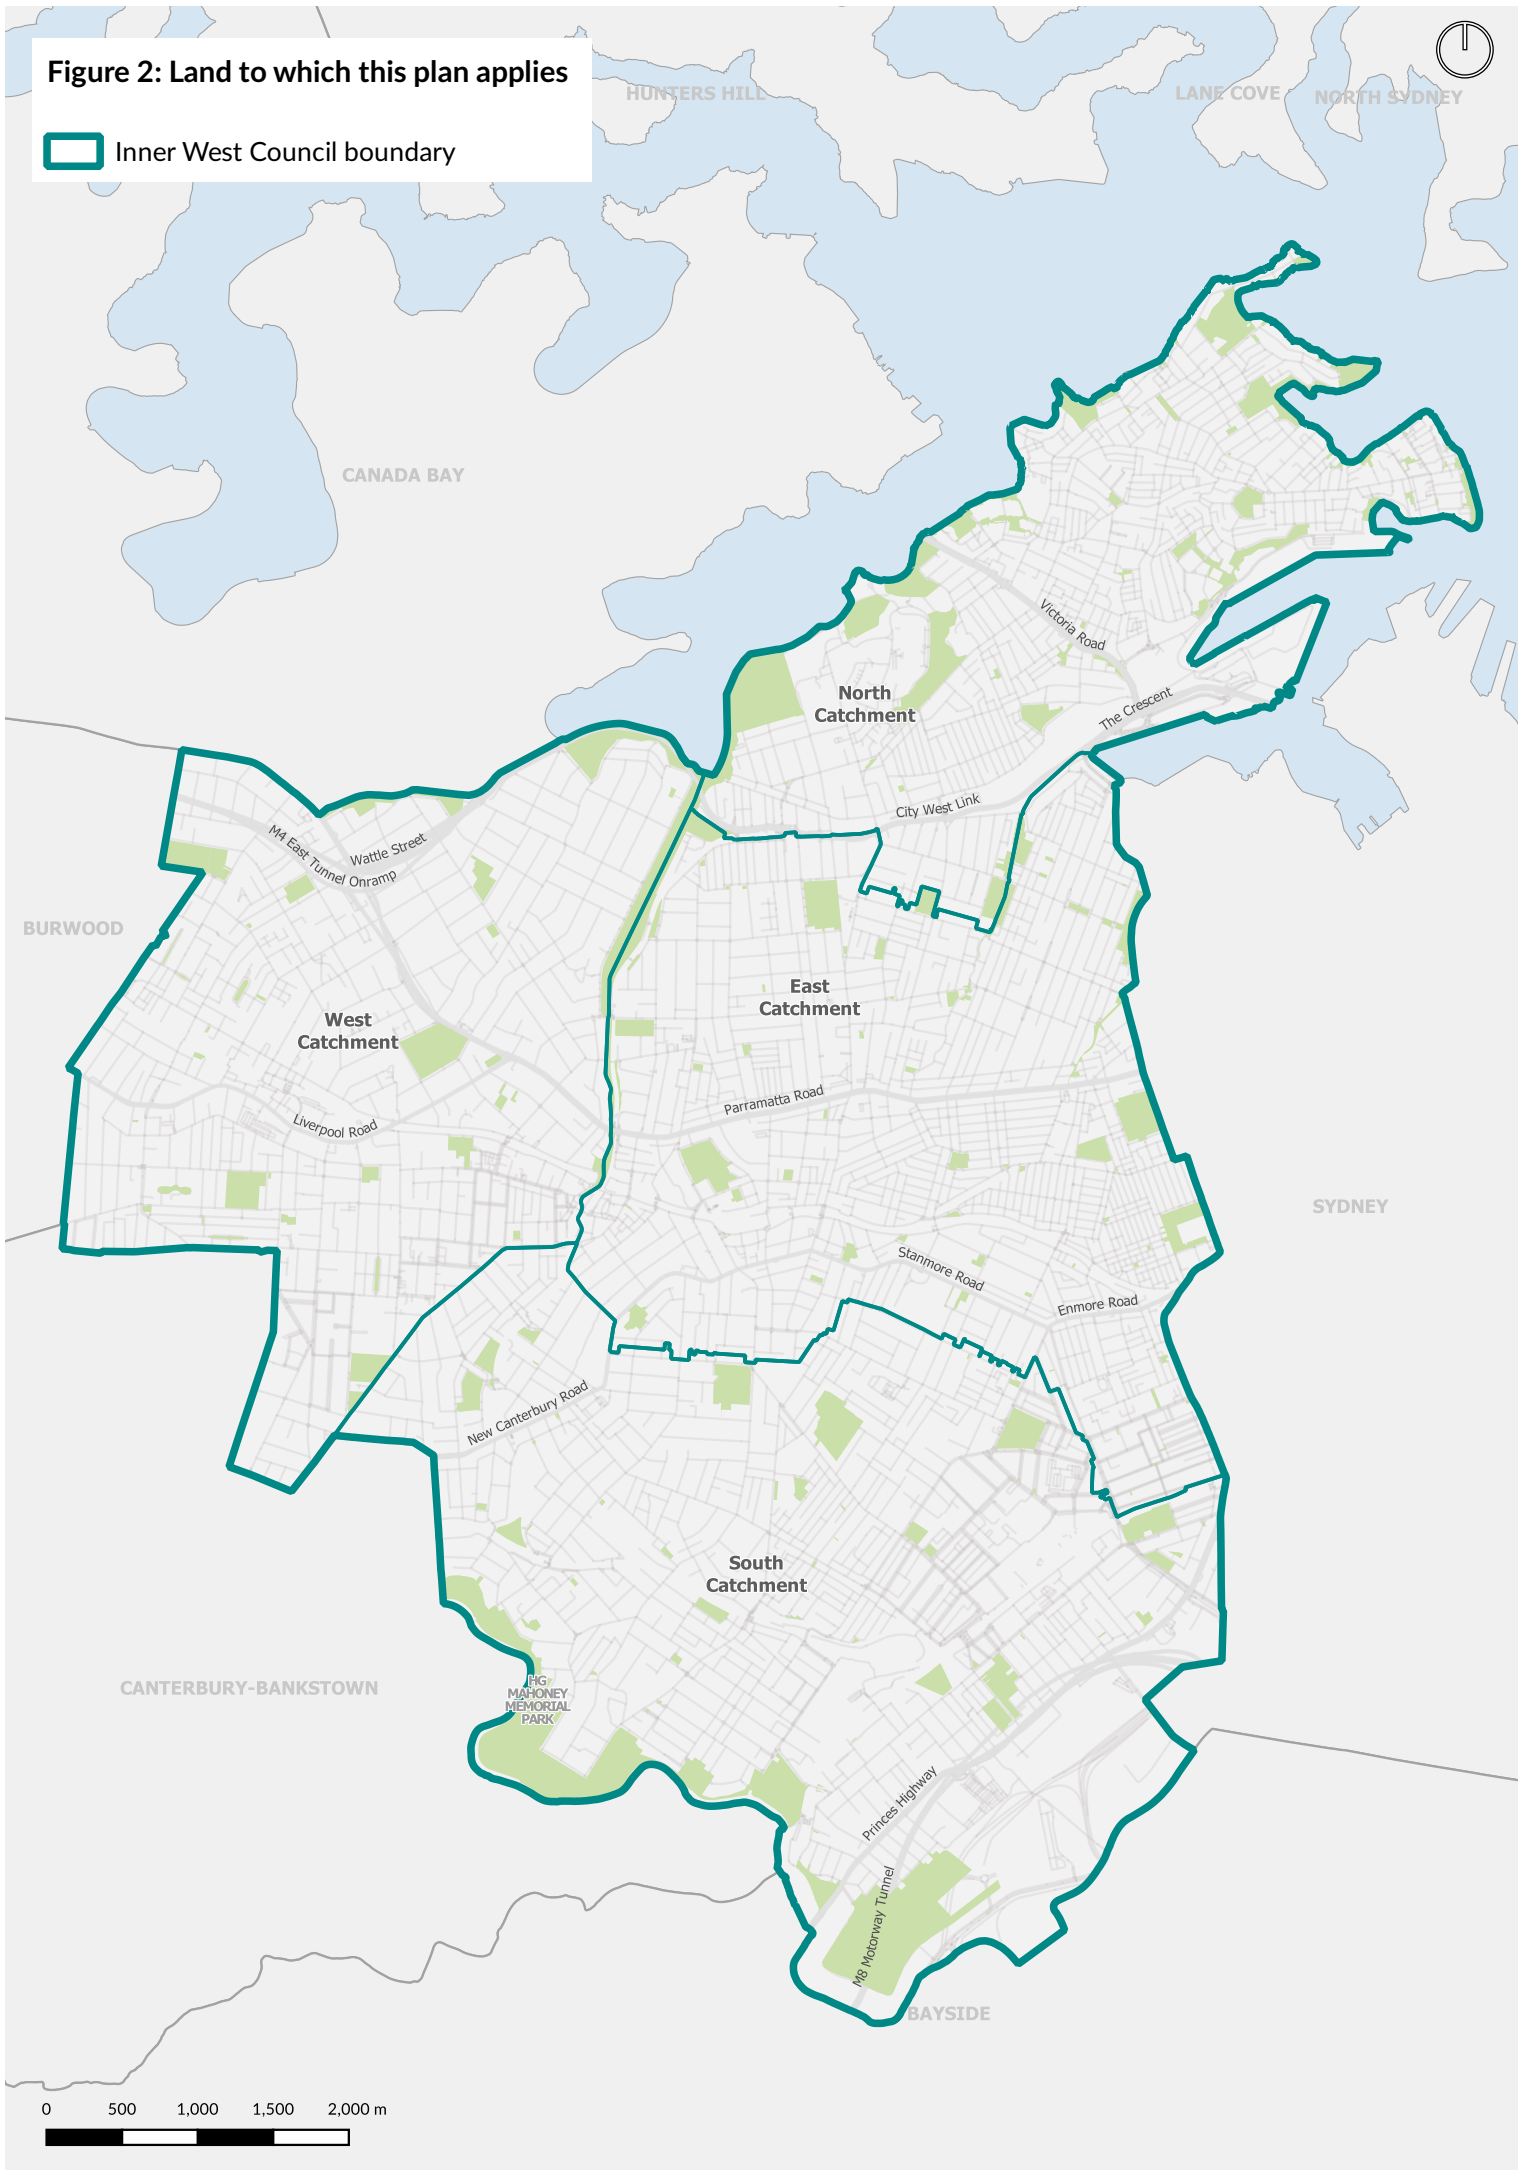 Figure 2: Land to which this plan applies
Inner West Council boundary
HUNTERS HILL
LANE COVE
NORTH SYDNEY
CANADA BAY
Victoria Road
North
Catchment
The Crescent
City West Link
Wattle Street
M4 East Tunnel Onramp
BURWOOD
East
Catchment
West
Catchment
Parramatta Road
Liverpool Road
SYDNEY
Stanmore Road
Enmore Road
New Canterbury Road
South
Catchment
CANTERBURY-BANKSTOWN
HG
MAHONEY
MEMORIAL
PARK
Princes Highway
M8 Motorway Tunnel
BAYSIDE
0 500 1,000 1,500 2,000 m